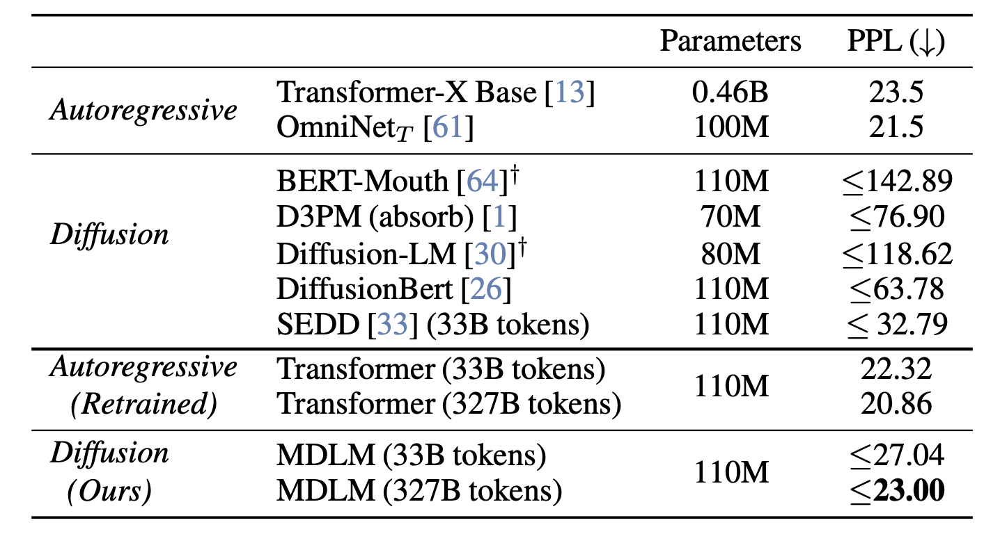 Parameters PPL (↓)
Autoregressive
Transformer-X Base [13] 0.46B 23.5
OmniNetT [61] 100M 21.5
Diffusion
BERT-Mouth [64]† 110M ≤142.89
D3PM (absorb) [1] 70M ≤76.90
Diffusion-LM [30]† 80M ≤118.62
DiffusionBert [26] 110M ≤63.78
SEDD [33] (33B tokens) 110M ≤ 32.79
Autoregressive
(Retrained)
Transformer (33B tokens) 110M 22.32
Transformer (327B tokens) 20.86
Diffusion
(Ours)
MDLM (33B tokens) 110M ≤27.04
MDLM (327B tokens) ≤23.00